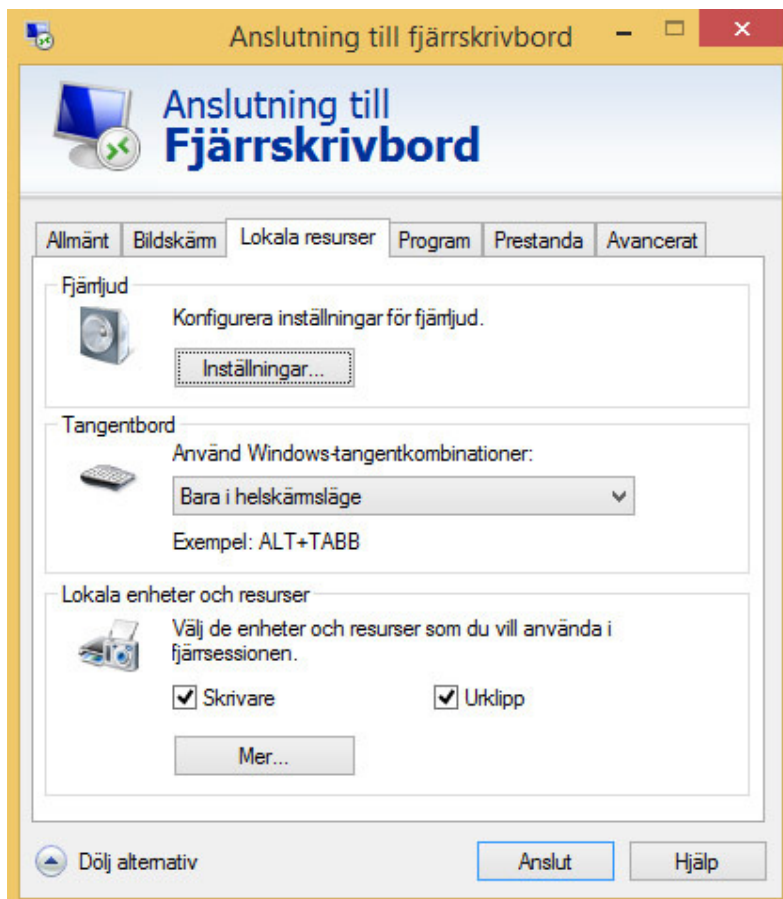 Anslutning till fjärrskrivbord
Anslutning till
Fjärrskrivbord
Allmänt Bildskärm Lokala resurser Program Prestanda Avancerat
Fjärrljud
Konfigurera inställningar för fjärrljud.
Inställningar...
Tangentbord
Använd Windows-tangentkombinationer:
Bara i helskärmsläge
Exempel: ALT+TABB
Lokala enheter och resurser
Välj de enheter och resurser som du vill använda i
fjärrsessionen.
Skrivare Urklipp
Mer...
Dölj alternativ Anslut Hjälp